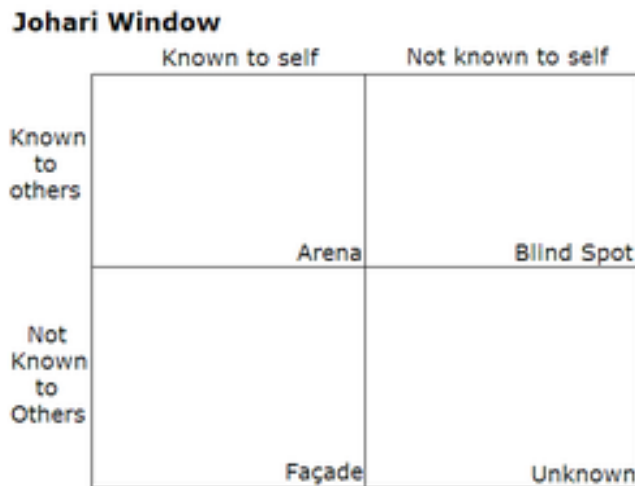 Johari Window
Known to self
Not known to self
Known
to
others
Arena
Blind Spot
Not
Known
to
Others
Façade
Unknown